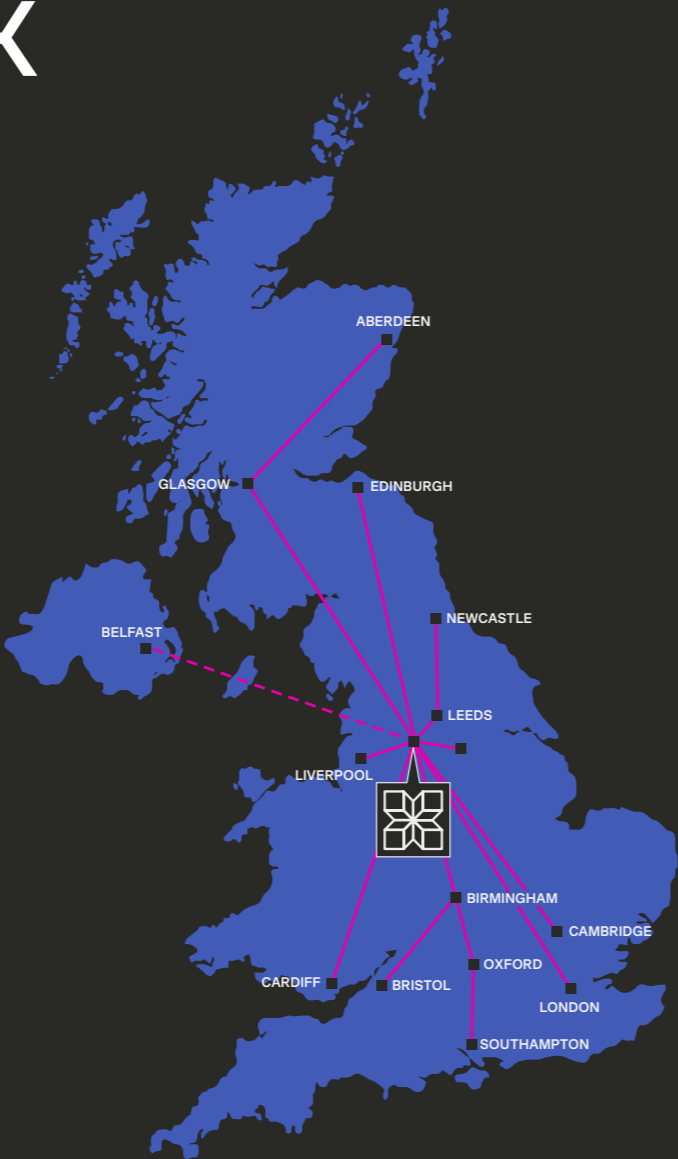 K
ABERDEEN
GLASGOW
EDINBURGH
NEWCASTLE
BELFAST
LEEDS
LIVERPOOL
BIRMINGHAM
CAMBRIDGE
OXFORD
CARDIFF
BRISTOL
LONDON
SOUTHAMPTON